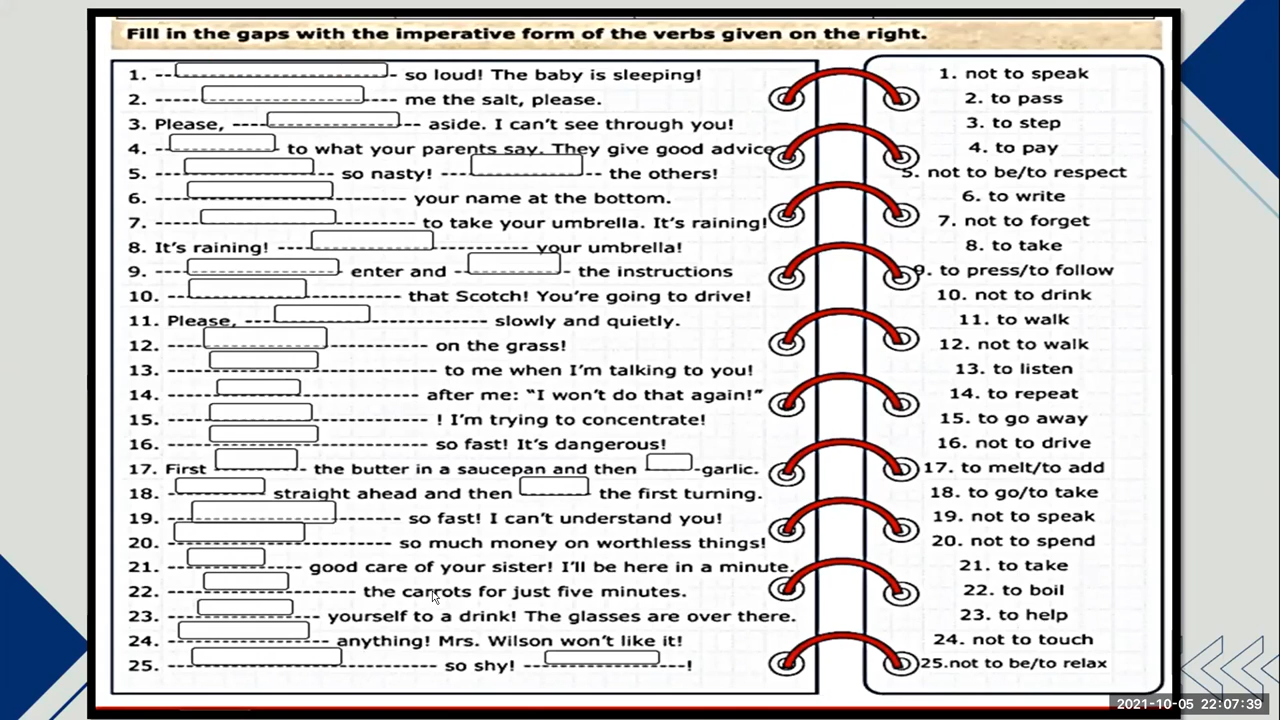 Fill in the gaps with the imperative form of the verbs given on the right.
1. --- so loud! The baby is sleeping!
2. --------- me the salt, please.
3. Please, ------- aside. I can't see through you!
4. -- to what your parents say. They give good advice
5. ---- so nasty! ------ the others!
6. ------------ your name at the bottom.
7. --------------- to take your umbrella. It's raining!
8. It's raining! -------------- your umbrella!
9. --- enter and --- the instructions
10. -------------- that Scotch! You're going to drive!
11. Please, ------------------ slowly and quietly.
12. ---------------- on the grass!
13. --------------------------- to me when I'm talking to you!
14. ------------------- after me: “I won't do that again!”
15. ------------------- ! I'm trying to concentrate!
16. ------------------- so fast! It's dangerous!
17. First - the butter in a saucepan and then -garlic.
18. - straight ahead and then the first turning.
19. ---------- so fast! I can't understand you!
20. ----------- so much money on worthless things!
21. ------- good care of your sister! I'll be here in a minute.
22. -------------------- the carrots for just five minutes.
23. -------- yourself to a drink! The glasses are over there.
24. ---- anything! Mrs. Wilson won't like it!
25. --------------------------- so shy! -----------------!
1. not to speak
2. to pass
3. to step
4. to pay
5. not to be/to respect
6. to write
7. not to forget
8. to take
9. to press/to follow
10. not to drink
11. to walk
12. not to walk
13. to listen
14. to repeat
15. to go away
16. not to drive
17. to melt/to add
18. to go/to take
19. not to speak
20. not to spend
21. to take
22. to boil
23. to help
24. not to touch
25.not to be/to relax
2021-10-05 22:07:39